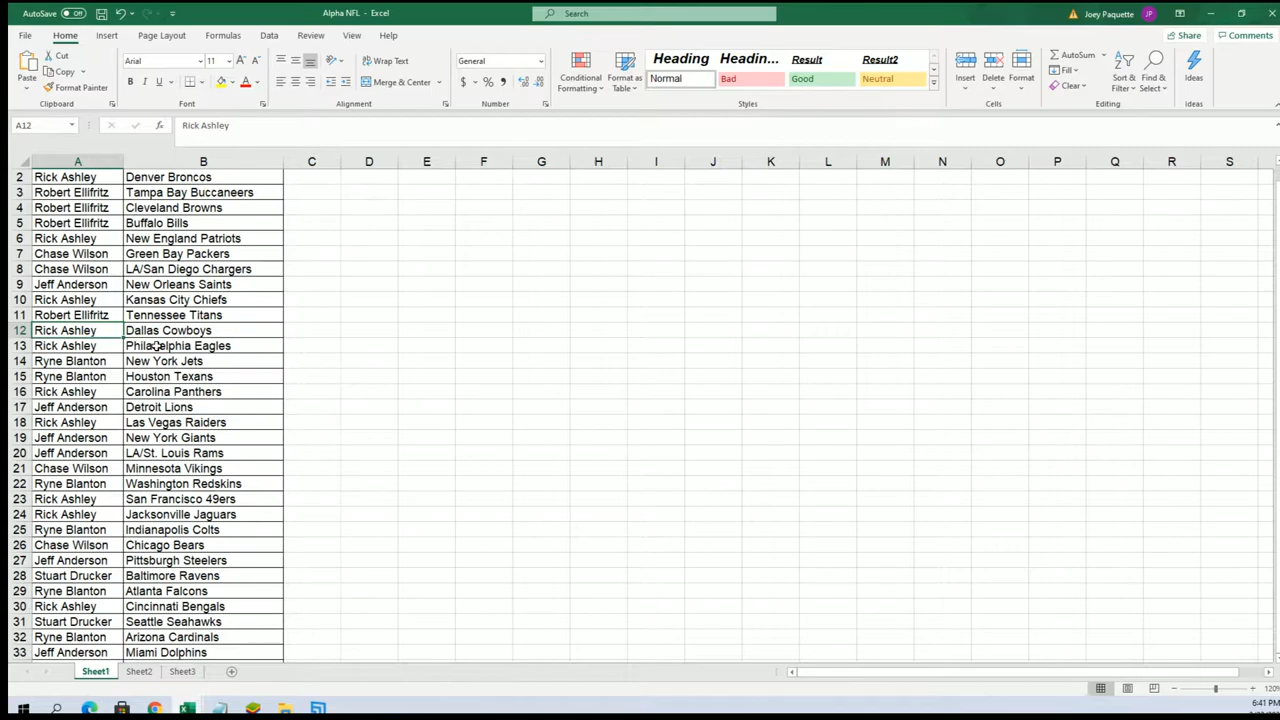 AutoSave Off Alpha NFL - Excel Search Joey Paquette JP
File Home Insert Page Layout Formulas Data Review View Help Share Comments
Paste Cut Copy Format Painter Clipboard
Arial 11 A A B I U A Font
Wrap Text Merge & Center Alignment
General $ % Number
Conditional Formatting Format as Table
Heading Headin... Result Result2
Normal Bad Good Neutral
Styles
Insert Delete Format Cells
AutoSum Fill Clear Sort & Filter Find & Select Editing
Ideas Ideas
A12 fx Rick Ashley
A B C D E F G H I J K L M N O P Q R S
2 Rick Ashley Denver Broncos
3 Robert Ellifritz Tampa Bay Buccaneers
4 Robert Ellifritz Cleveland Browns
5 Robert Ellifritz Buffalo Bills
6 Rick Ashley New England Patriots
7 Chase Wilson Green Bay Packers
8 Chase Wilson LA/San Diego Chargers
9 Jeff Anderson New Orleans Saints
10 Rick Ashley Kansas City Chiefs
11 Robert Ellifritz Tennessee Titans
12 Rick Ashley Dallas Cowboys
13 Rick Ashley Philadelphia Eagles
14 Ryne Blanton New York Jets
15 Ryne Blanton Houston Texans
16 Rick Ashley Carolina Panthers
17 Jeff Anderson Detroit Lions
18 Rick Ashley Las Vegas Raiders
19 Jeff Anderson New York Giants
20 Jeff Anderson LA/St. Louis Rams
21 Chase Wilson Minnesota Vikings
22 Ryne Blanton Washington Redskins
23 Rick Ashley San Francisco 49ers
24 Rick Ashley Jacksonville Jaguars
25 Ryne Blanton Indianapolis Colts
26 Chase Wilson Chicago Bears
27 Jeff Anderson Pittsburgh Steelers
28 Stuart Drucker Baltimore Ravens
29 Ryne Blanton Atlanta Falcons
30 Rick Ashley Cincinnati Bengals
31 Stuart Drucker Seattle Seahawks
32 Ryne Blanton Arizona Cardinals
33 Jeff Anderson Miami Dolphins
Sheet1 Sheet2 Sheet3
120%
6:41 PM